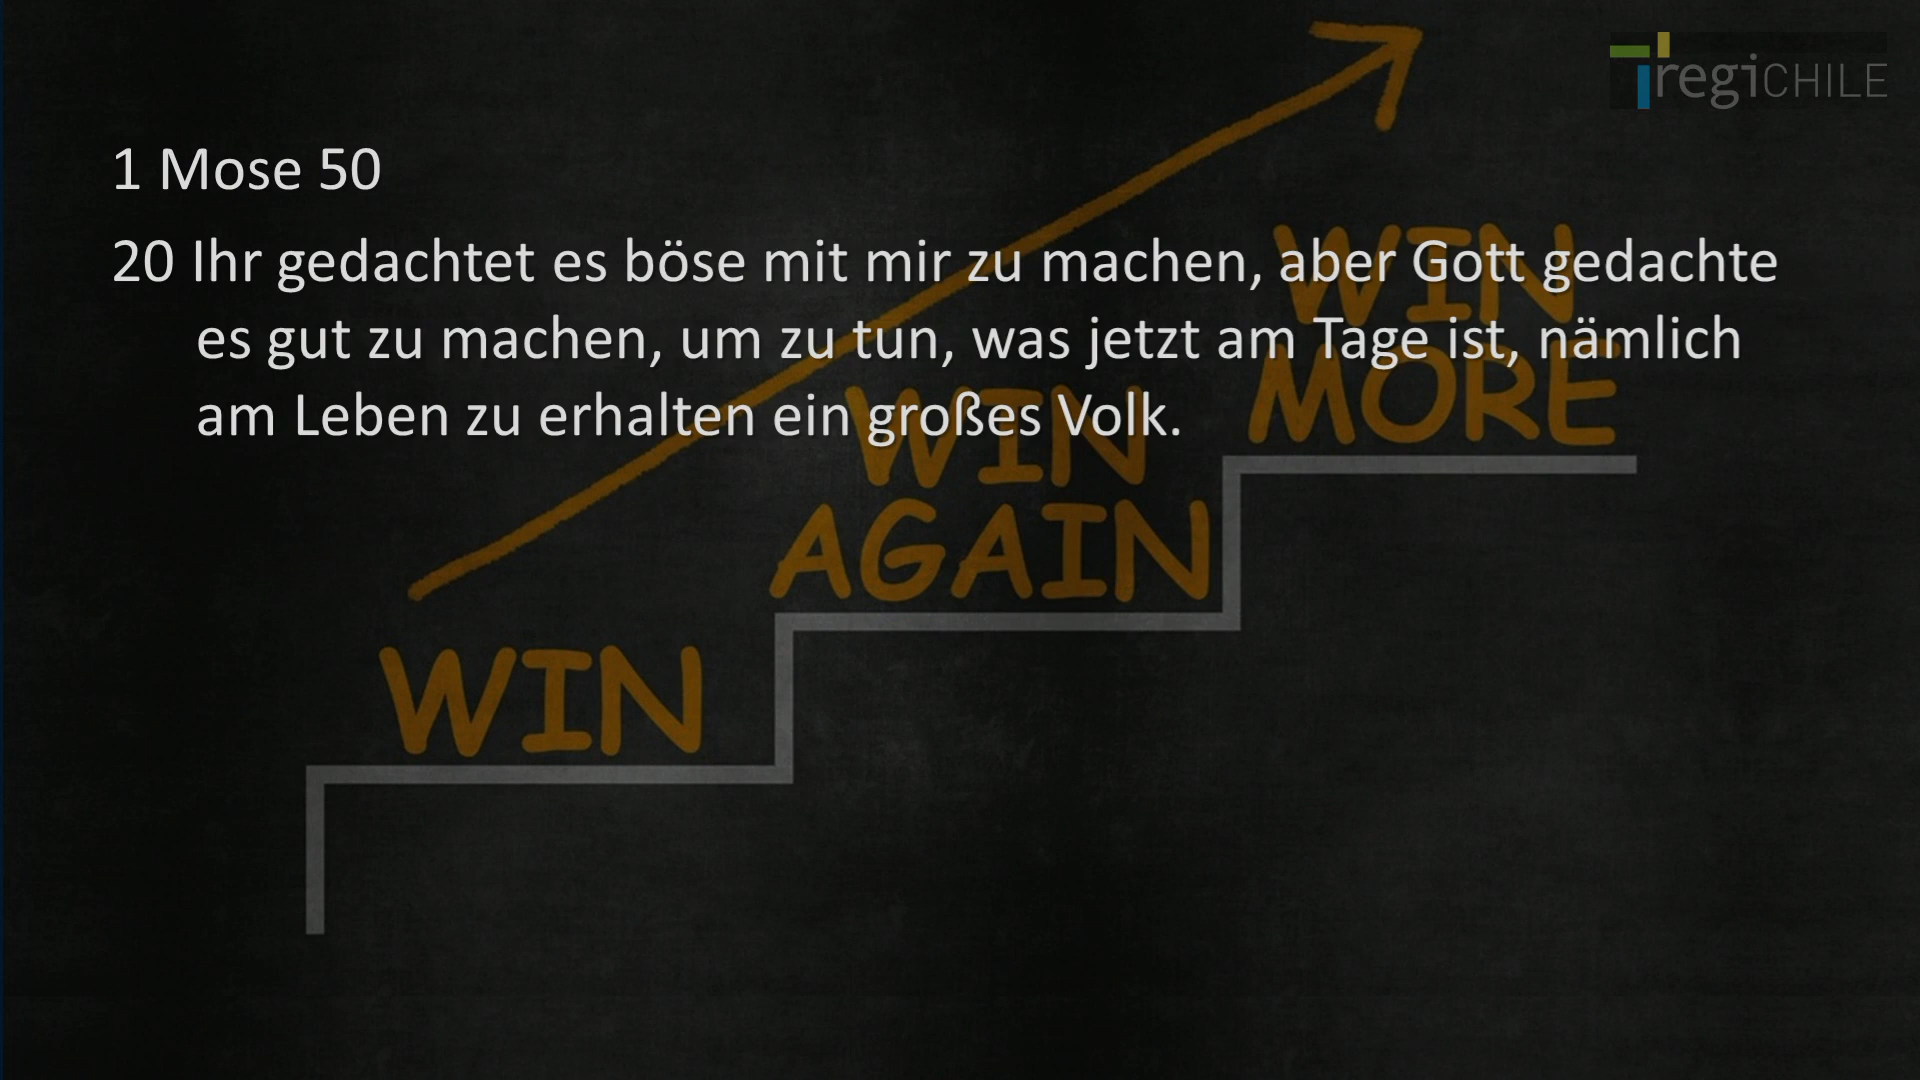 regiCHILE
1 Mose 50
20 Ihr gedachtet es böse mit mir zu machen, aber Gott gedachte
es gut zu machen, um zu tun, was jetzt am Tage ist, nämlich
am Leben zu erhalten ein großes Volk.
WIN
MORE
WIN
AGAIN
WIN